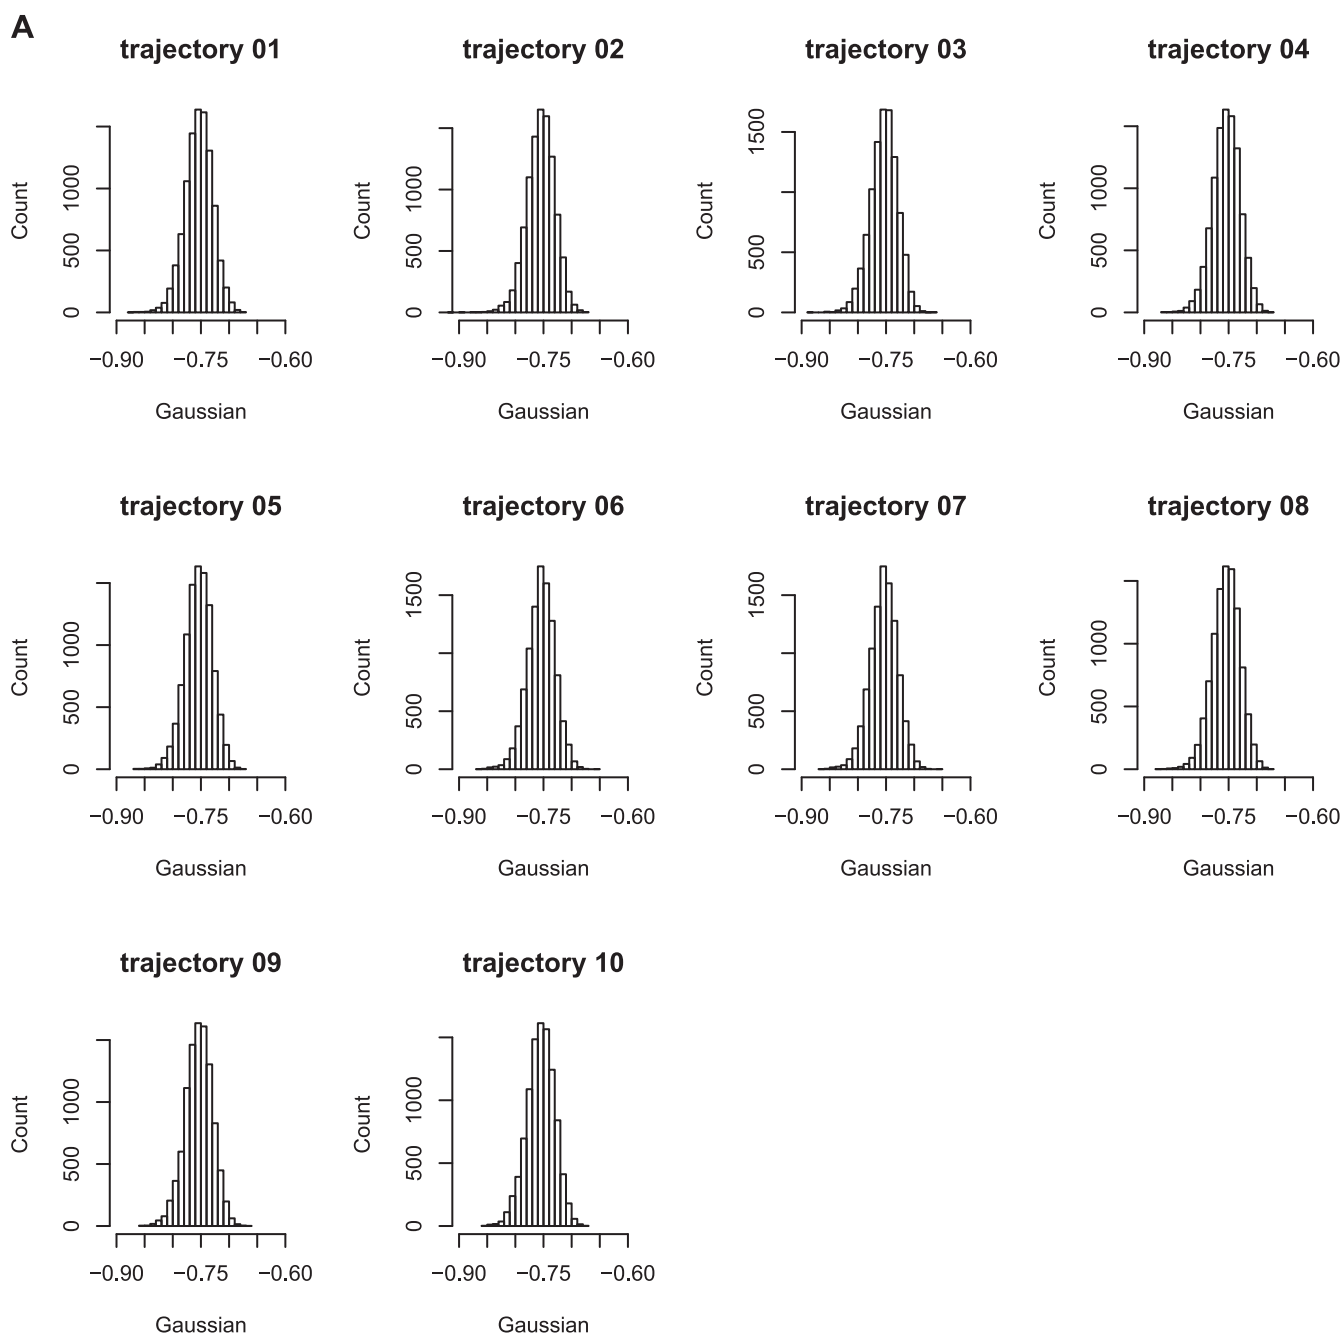 A
trajectory 01 trajectory 02 trajectory 03 trajectory 04
Count 0 500 1000 Count 0 500 1000 Count 0 500 1500 Count 0 500 1000
−0.90 −0.75 −0.60 −0.90 −0.75 −0.60 −0.90 −0.75 −0.60 −0.90 −0.75 −0.60
Gaussian Gaussian Gaussian Gaussian
trajectory 05 trajectory 06 trajectory 07 trajectory 08
Count 0 500 1000 Count 0 500 1500 Count 0 500 1500 Count 0 500 1000
−0.90 −0.75 −0.60 −0.90 −0.75 −0.60 −0.90 −0.75 −0.60 −0.90 −0.75 −0.60
Gaussian Gaussian Gaussian Gaussian
trajectory 09 trajectory 10
Count 0 500 1000 Count 0 500 1000
−0.90 −0.75 −0.60 −0.90 −0.75 −0.60
Gaussian Gaussian